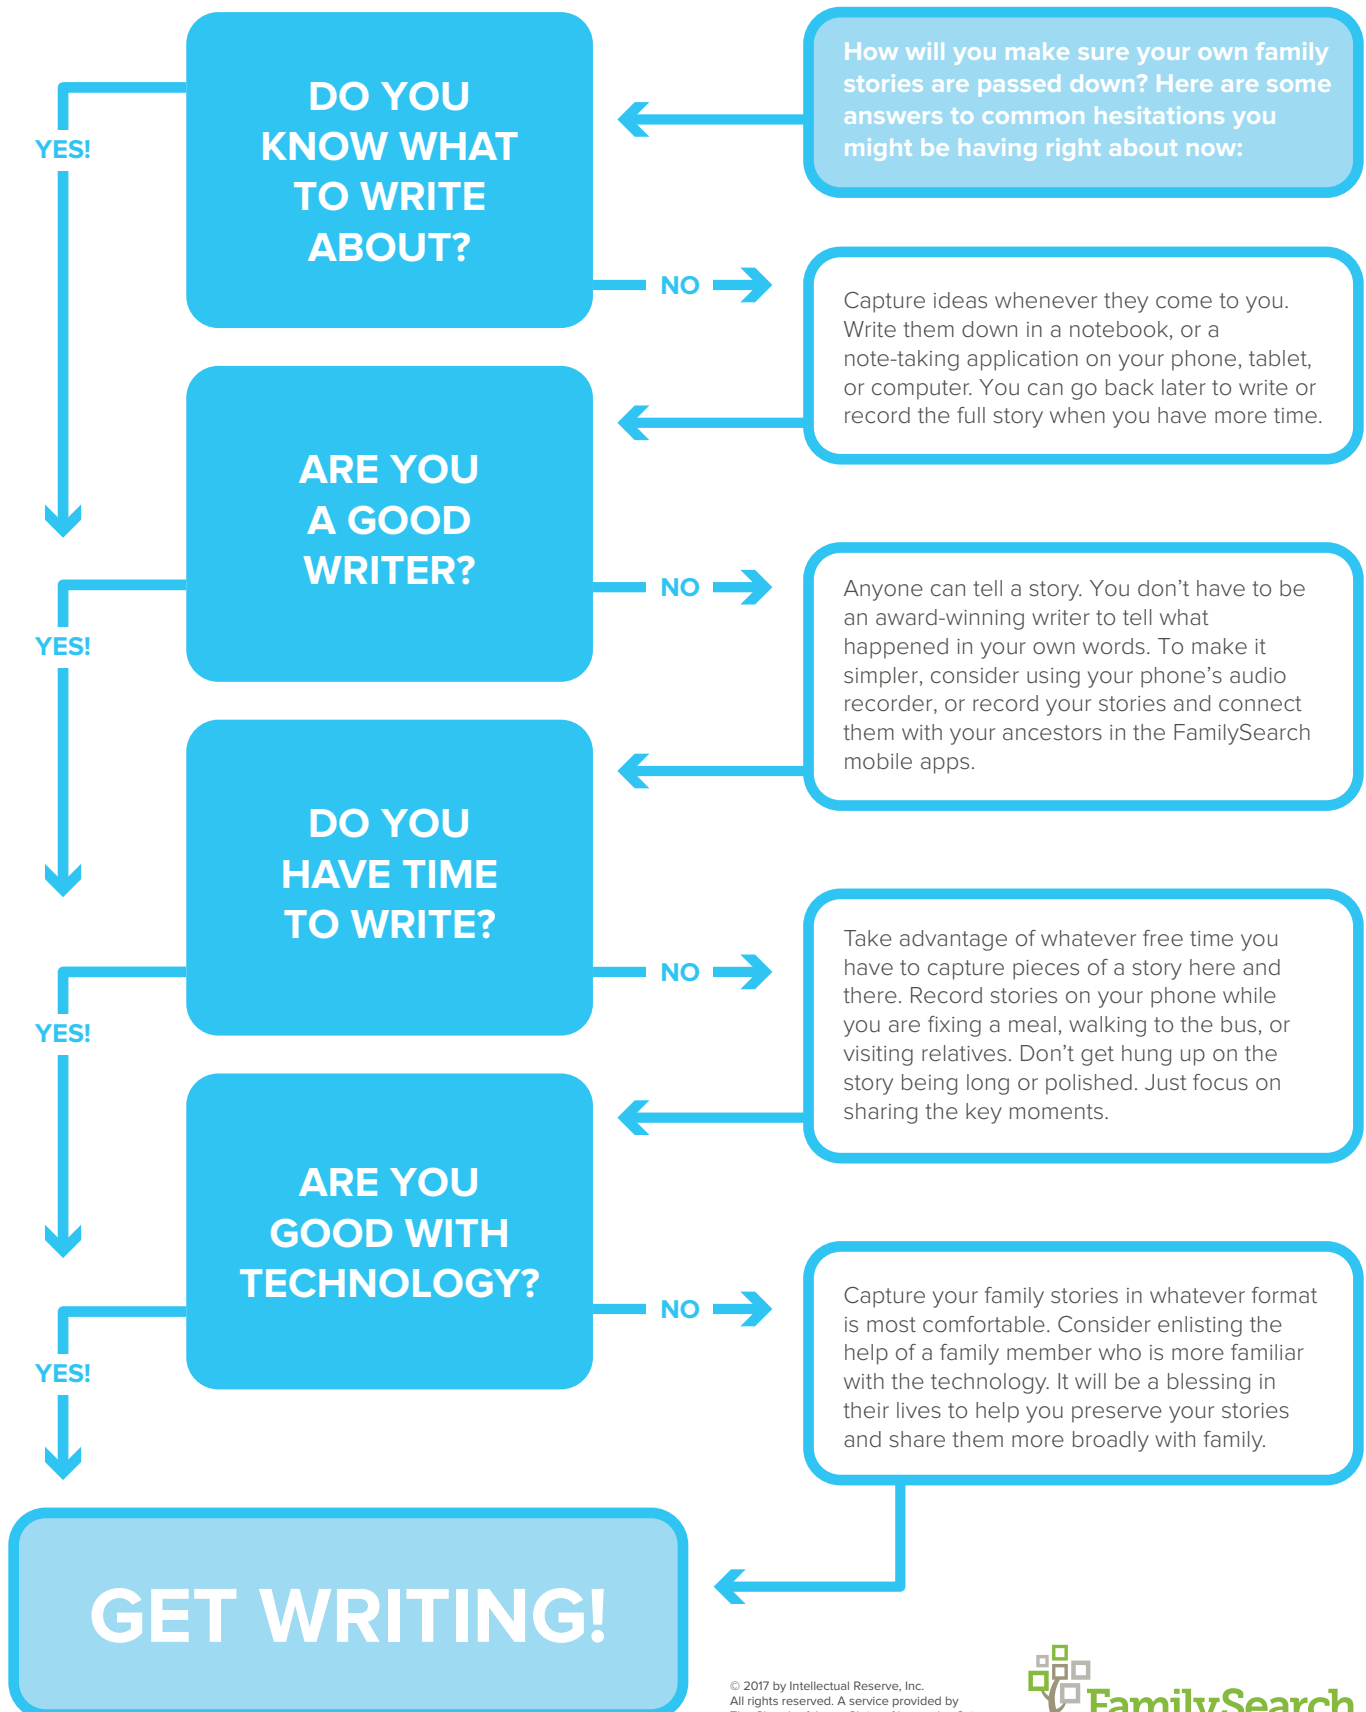 How will you make sure your own family
stories are passed down? Here are some
answers to common hesitations you
might be having right about now:
DO YOU
KNOW WHAT
TO WRITE
ABOUT?
YES!
NO
Capture ideas whenever they come to you.
Write them down in a notebook, or a
note-taking application on your phone, tablet,
or computer. You can go back later to write or
record the full story when you have more time.
ARE YOU
A GOOD
WRITER?
YES!
NO
Anyone can tell a story. You don’t have to be
an award-winning writer to tell what
happened in your own words. To make it
simpler, consider using your phone’s audio
recorder, or record your stories and connect
them with your ancestors in the FamilySearch
mobile apps.
DO YOU
HAVE TIME
TO WRITE?
YES!
NO
Take advantage of whatever free time you
have to capture pieces of a story here and
there. Record stories on your phone while
you are fixing a meal, walking to the bus, or
visiting relatives. Don’t get hung up on the
story being long or polished. Just focus on
sharing the key moments.
ARE YOU
GOOD WITH
TECHNOLOGY?
YES!
NO
Capture your family stories in whatever format
is most comfortable. Consider enlisting the
help of a family member who is more familiar
with the technology. It will be a blessing in
their lives to help you preserve your stories
and share them more broadly with family.
GET WRITING!
© 2017 by Intellectual Reserve, Inc.
All rights reserved. A service provided by
FamilySearch